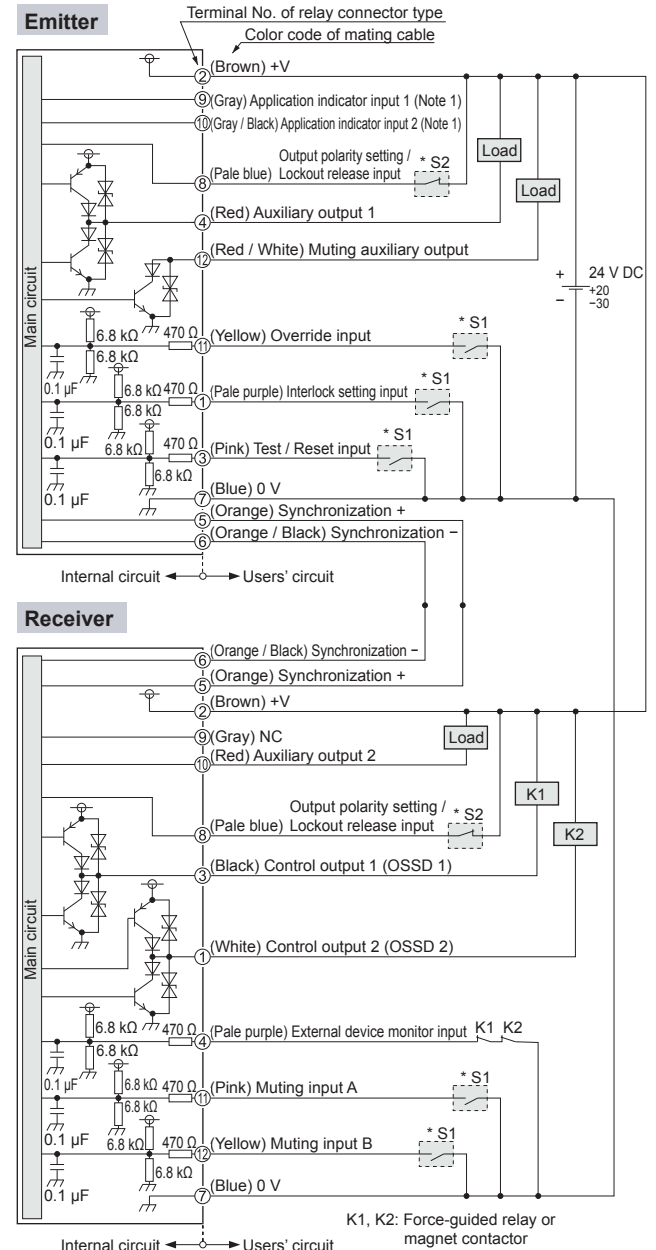 Emitter
Terminal No. of relay connector type
Color code of mating cable
② (Brown) +V
⑨ (Gray) Application indicator input 1 (Note 1)
⑩ (Gray / Black) Application indicator input 2 (Note 1)
Output polarity setting /
⑧ (Pale blue) Lockout release input
* S2
Load
④ (Red) Auxiliary output 1
Load
⑫ (Red / White) Muting auxiliary output
+
−
24 V DC
+20
−30
Main circuit
6.8 kΩ
470 Ω
⑪ (Yellow) Override input
* S1
6.8 kΩ
0.1 µF
6.8 kΩ
470 Ω
① (Pale purple) Interlock setting input
* S1
6.8 kΩ
0.1 µF
6.8 kΩ
470 Ω
③ (Pink) Test / Reset input
* S1
6.8 kΩ
0.1 µF
⑦ (Blue) 0 V
⑤ (Orange) Synchronization +
⑥ (Orange / Black) Synchronization −
Internal circuit
Users' circuit
Receiver
⑥ (Orange / Black) Synchronization −
⑤ (Orange) Synchronization +
② (Brown) +V
⑨ (Gray) NC
Load
⑩ (Red) Auxiliary output 2
K1
Output polarity setting /
⑧ (Pale blue) Lockout release input
* S2
K2
③ (Black) Control output 1 (OSSD 1)
Main circuit
① (White) Control output 2 (OSSD 2)
6.8 kΩ
470 Ω
④ (Pale purple) External device monitor input
K1 K2
6.8 kΩ
0.1 µF
6.8 kΩ
470 Ω
⑪ (Pink) Muting input A
* S1
6.8 kΩ
0.1 µF
6.8 kΩ
470 Ω
⑫ (Yellow) Muting input B
* S1
6.8 kΩ
0.1 µF
⑦ (Blue) 0 V
K1, K2: Force-guided relay or
magnet contactor
Internal circuit
Users' circuit